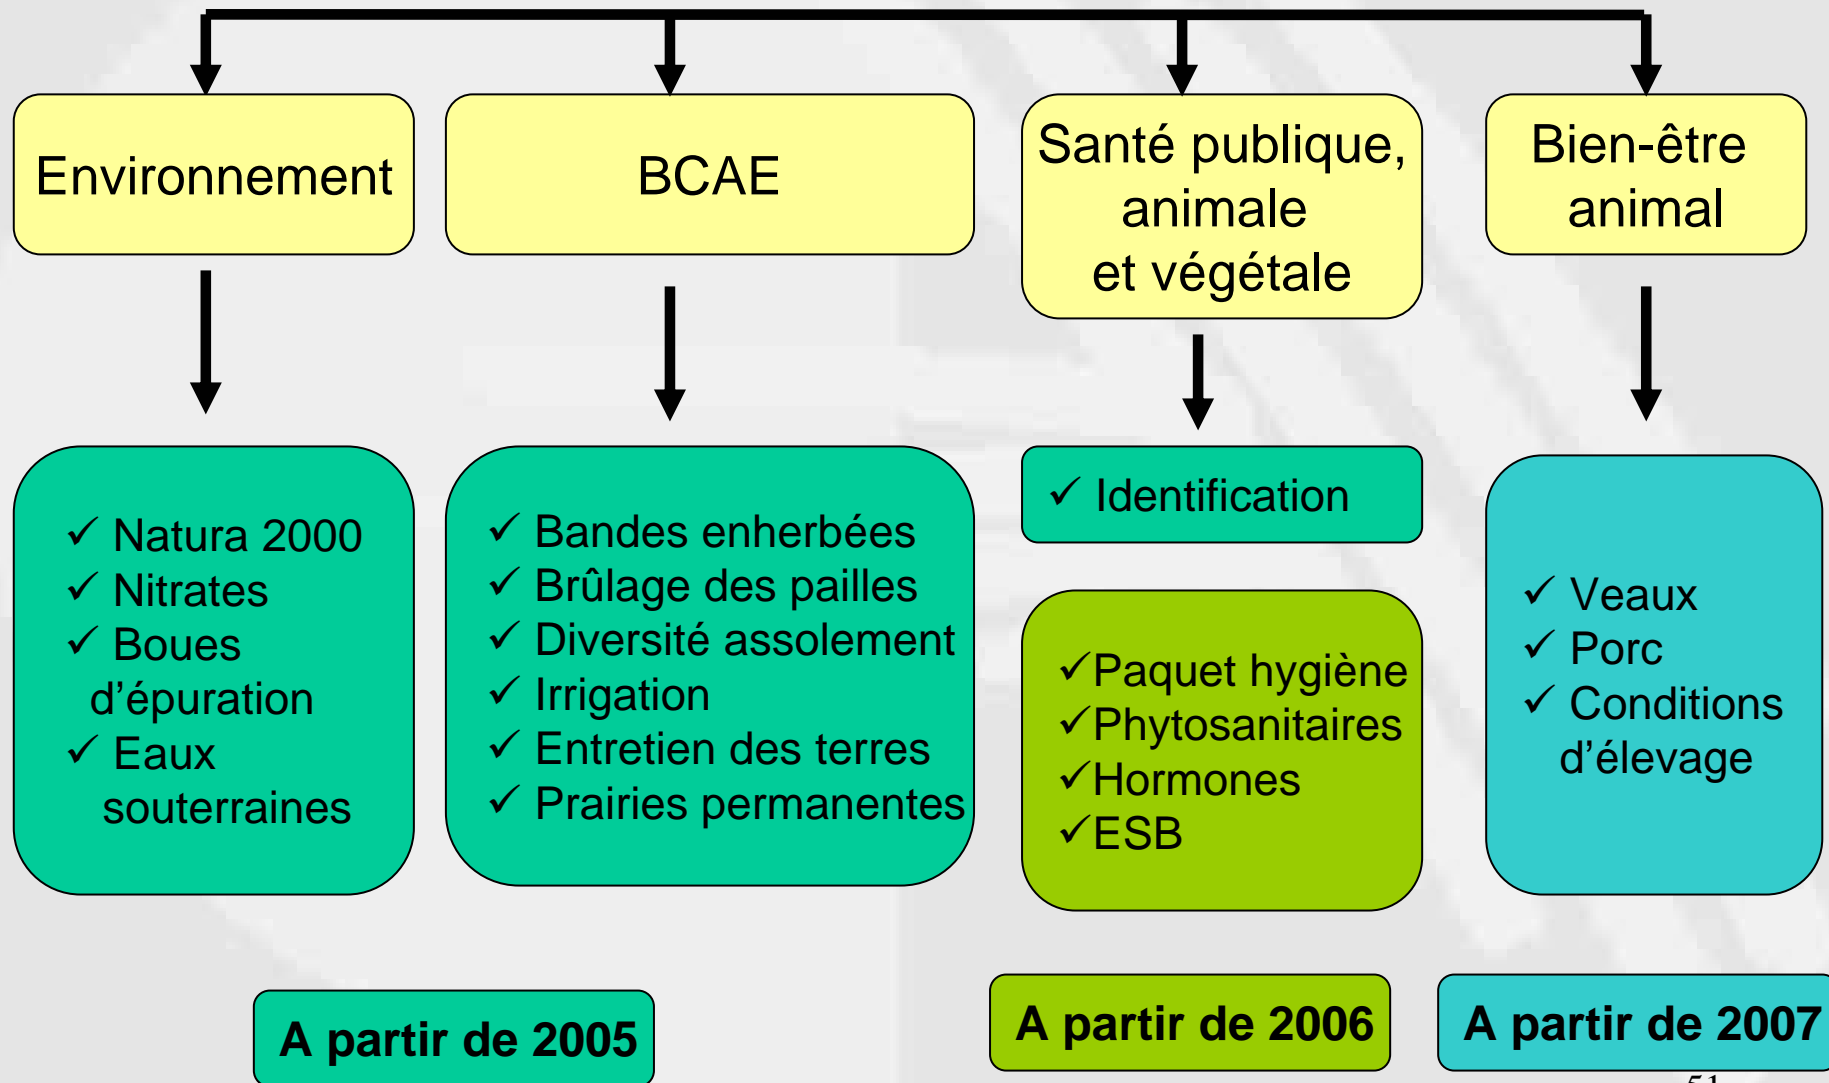 Environnement
BCAE
Santé publique,
animale
et végétale
Bien-être
animal
✓ Natura 2000
✓ Nitrates
✓ Boues
d’épuration
✓ Eaux
souterraines
✓ Bandes enherbées
✓ Brûlage des pailles
✓ Diversité assolement
✓ Irrigation
✓ Entretien des terres
✓ Prairies permanentes
✓ Identification
✓Paquet hygiène
✓Phytosanitaires
✓Hormones
✓ESB
✓ Veaux
✓ Porc
✓ Conditions
d’élevage
A partir de 2005
A partir de 2006
A partir de 2007
51